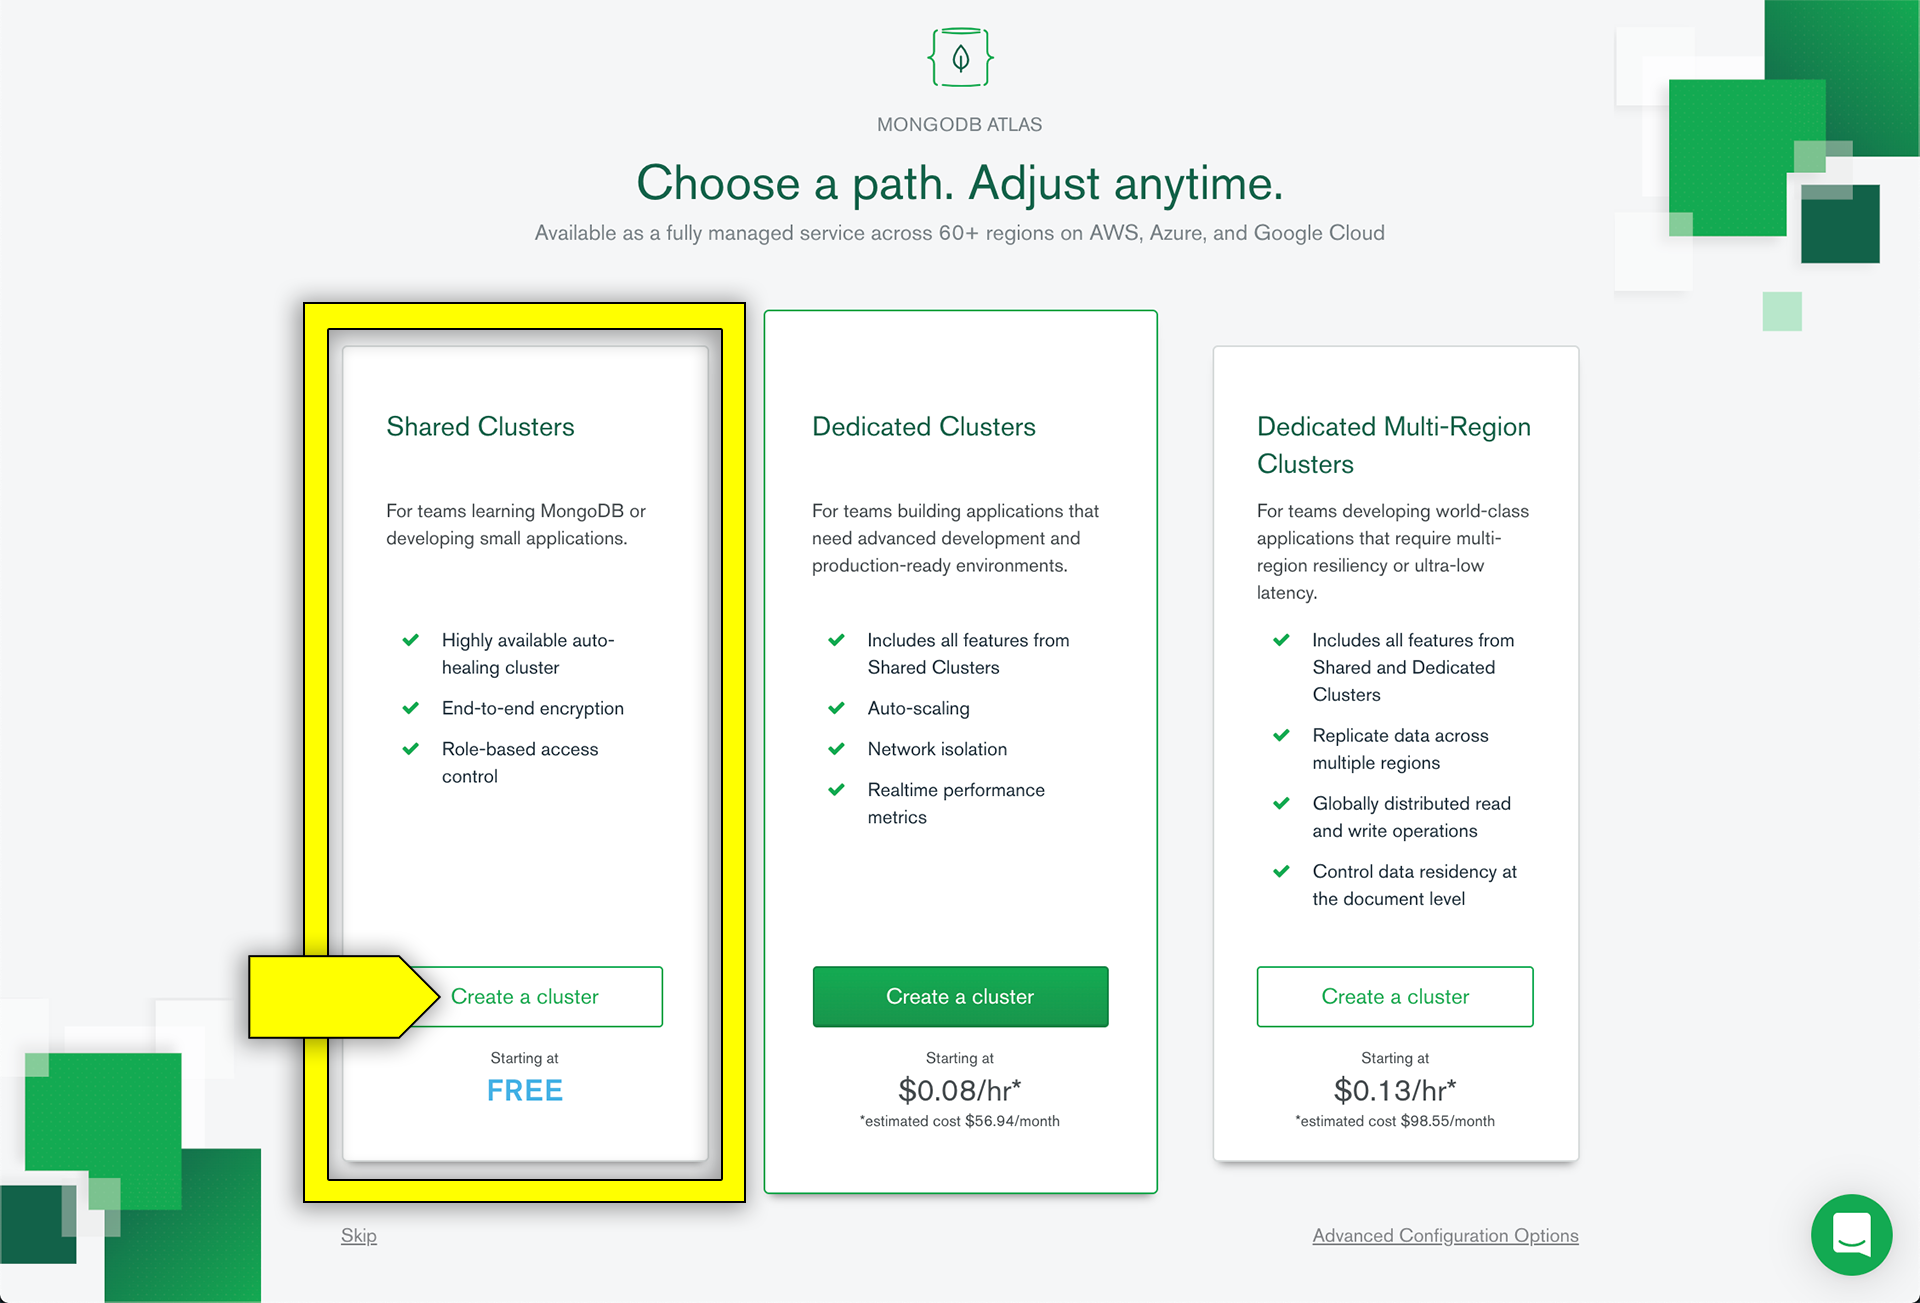 MONGODB ATLAS
Choose a path. Adjust anytime.
Available as a fully managed service across 60+ regions on AWS, Azure, and Google Cloud
Shared Clusters
For teams learning MongoDB or
developing small applications.
Highly available auto-
healing cluster
End-to-end encryption
Role-based access
control
Create a cluster
Starting at
FREE
Dedicated Clusters
For teams building applications that
need advanced development and
production-ready environments.
Includes all features from
Shared Clusters
Auto-scaling
Network isolation
Realtime performance
metrics
Create a cluster
Starting at
$0.08/hr*
*estimated cost $56.94/month
Dedicated Multi-Region
Clusters
For teams developing world-class
applications that require multi-
region resiliency or ultra-low
latency.
Includes all features from
Shared and Dedicated
Clusters
Replicate data across
multiple regions
Globally distributed read
and write operations
Control data residency at
the document level
Create a cluster
Starting at
$0.13/hr*
*estimated cost $98.55/month
Skip
Advanced Configuration Options